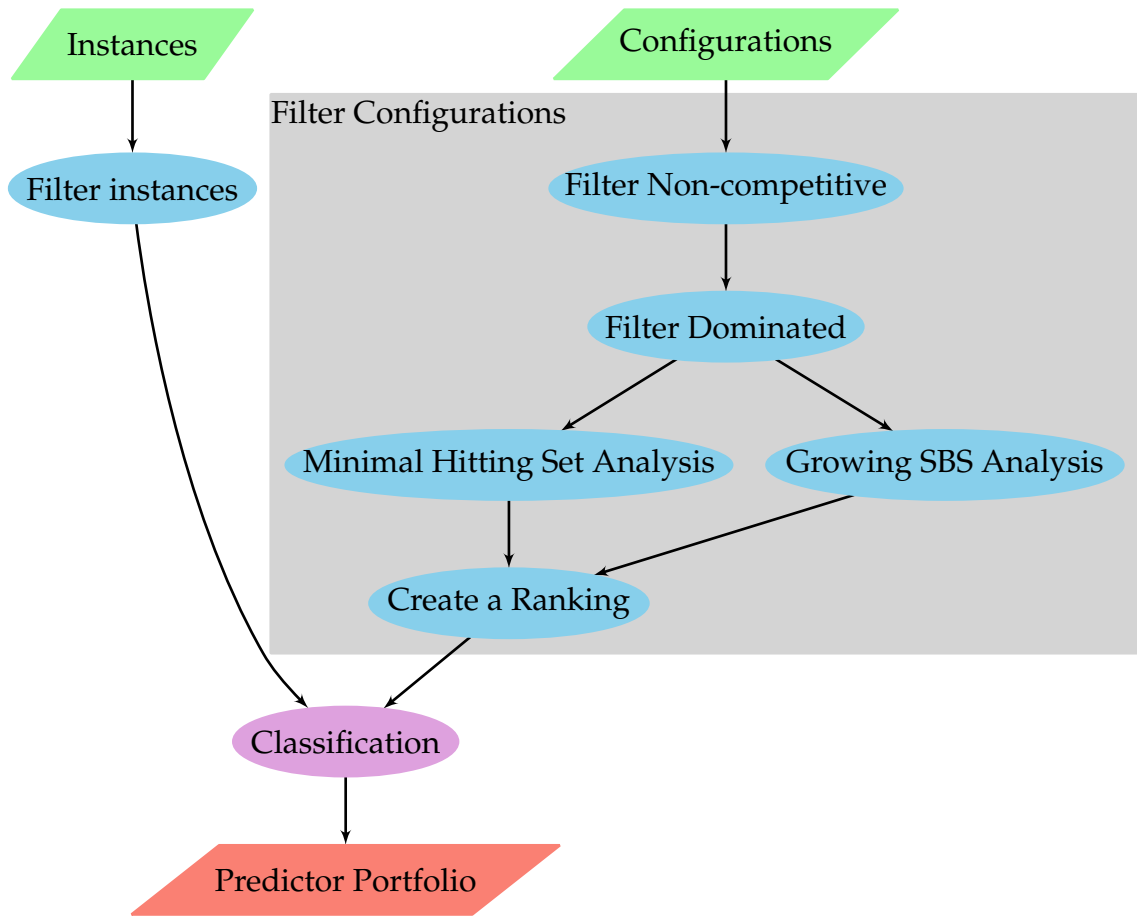 Instances
Configurations
Filter Configurations
Filter instances
Filter Non-competitive
Filter Dominated
Minimal Hitting Set Analysis
Growing SBS Analysis
Create a Ranking
Classification
Predictor Portfolio